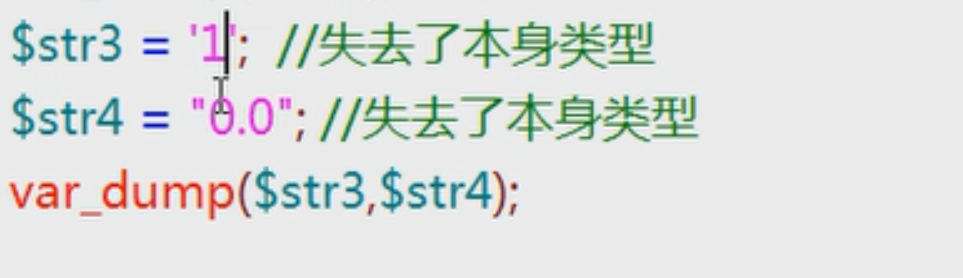 $str3 = '1'; //失去了本身类型
$str4 = "0.0"; //失去了本身类型
var_dump($str3,$str4);